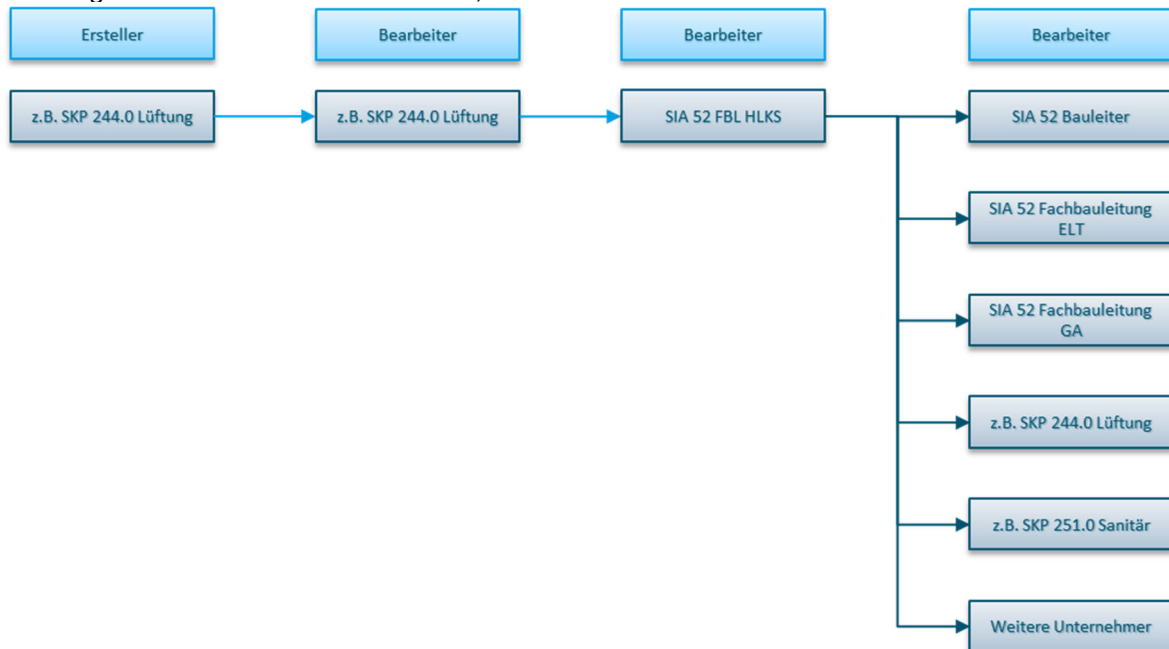 Ersteller
Bearbeiter
Bearbeiter
Bearbeiter
z.B. SKP 244.0 Lüftung
z.B. SKP 244.0 Lüftung
SIA 52 FBL HLKS
SIA 52 Bauleiter
SIA 52 Fachbauleitung
ELT
SIA 52 Fachbauleitung
GA
z.B. SKP 244.0 Lüftung
z.B. SKP 251.0 Sanitär
Weitere Unternehmer